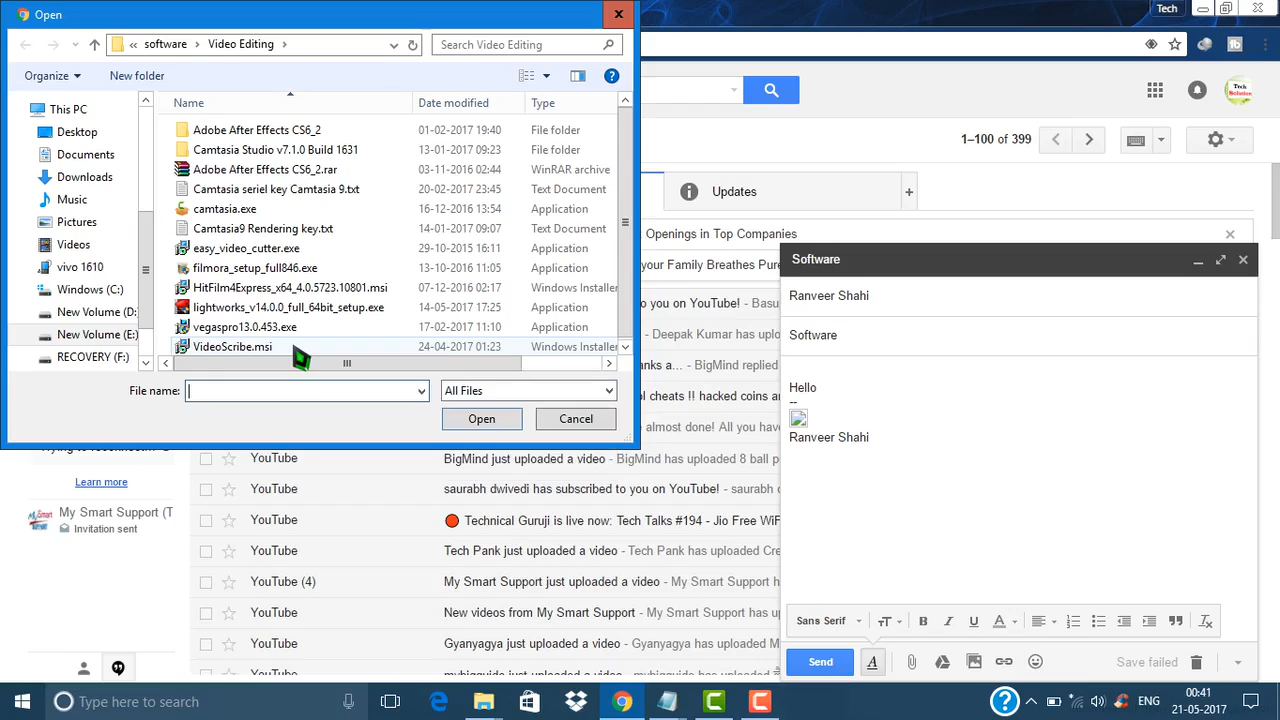 Open
Tech
« software › Video Editing ›
Search Video Editing
Organize
New folder
Name
Date modified
Type
This PC
Desktop
Documents
Downloads
Music
Pictures
Videos
vivo 1610
Windows (C:)
New Volume (D:
New Volume (E:)
RECOVERY (F:)
Adobe After Effects CS6_2 01-02-2017 19:40 File folder
Camtasia Studio v7.1.0 Build 1631 13-01-2017 09:23 File folder
Adobe After Effects CS6_2.rar 03-11-2016 02:44 WinRAR archive
Camtasia seriel key Camtasia 9.txt 20-02-2017 23:45 Text Document
camtasia.exe 16-12-2016 13:54 Application
Camtasia9 Rendering key.txt 14-01-2017 09:07 Text Document
easy_video_cutter.exe 29-10-2015 16:11 Application
filmora_setup_full846.exe 13-10-2016 11:05 Application
HitFilm4Express_x64_4.0.5723.10801.msi 07-12-2016 02:17 Windows Installer
lightworks_v14.0.0_full_64bit_setup.exe 14-05-2017 17:25 Application
vegaspro13.0.453.exe 17-02-2017 11:10 Application
VideoScribe.msi 24-04-2017 01:23 Windows Installer
File name:
All Files
Open
Cancel
Tech Solution
1–100 of 399
Updates
Openings in Top Companies
your Family Breathes Pure
to you on YouTube! - Basu
- Deepak Kumar has upload
nks a... - BigMind replied
ol cheats !! hacked coins an
e almost done! All you have
Learn more
My Smart Support (T
Invitation sent
YouTube BigMind just uploaded a video - BigMind has uploaded 8 ball p
YouTube saurabh dwivedi has subscribed to you on YouTube! - saurabh
YouTube Technical Guruji is live now: Tech Talks #194 - Jio Free WiF
YouTube Tech Pank just uploaded a video - Tech Pank has uploaded Cre
YouTube (4) My Smart Support just uploaded a video - My Smart Support ha
YouTube New videos from My Smart Support - My Smart Support has up
YouTube Gyanyagya just uploaded a video - Gyanyagya has uploaded
Software
Ranveer Shahi
Software
Hello
--
Ranveer Shahi
Sans Serif
Send
Save failed
Type here to search
ENG
00:41
21-05-2017